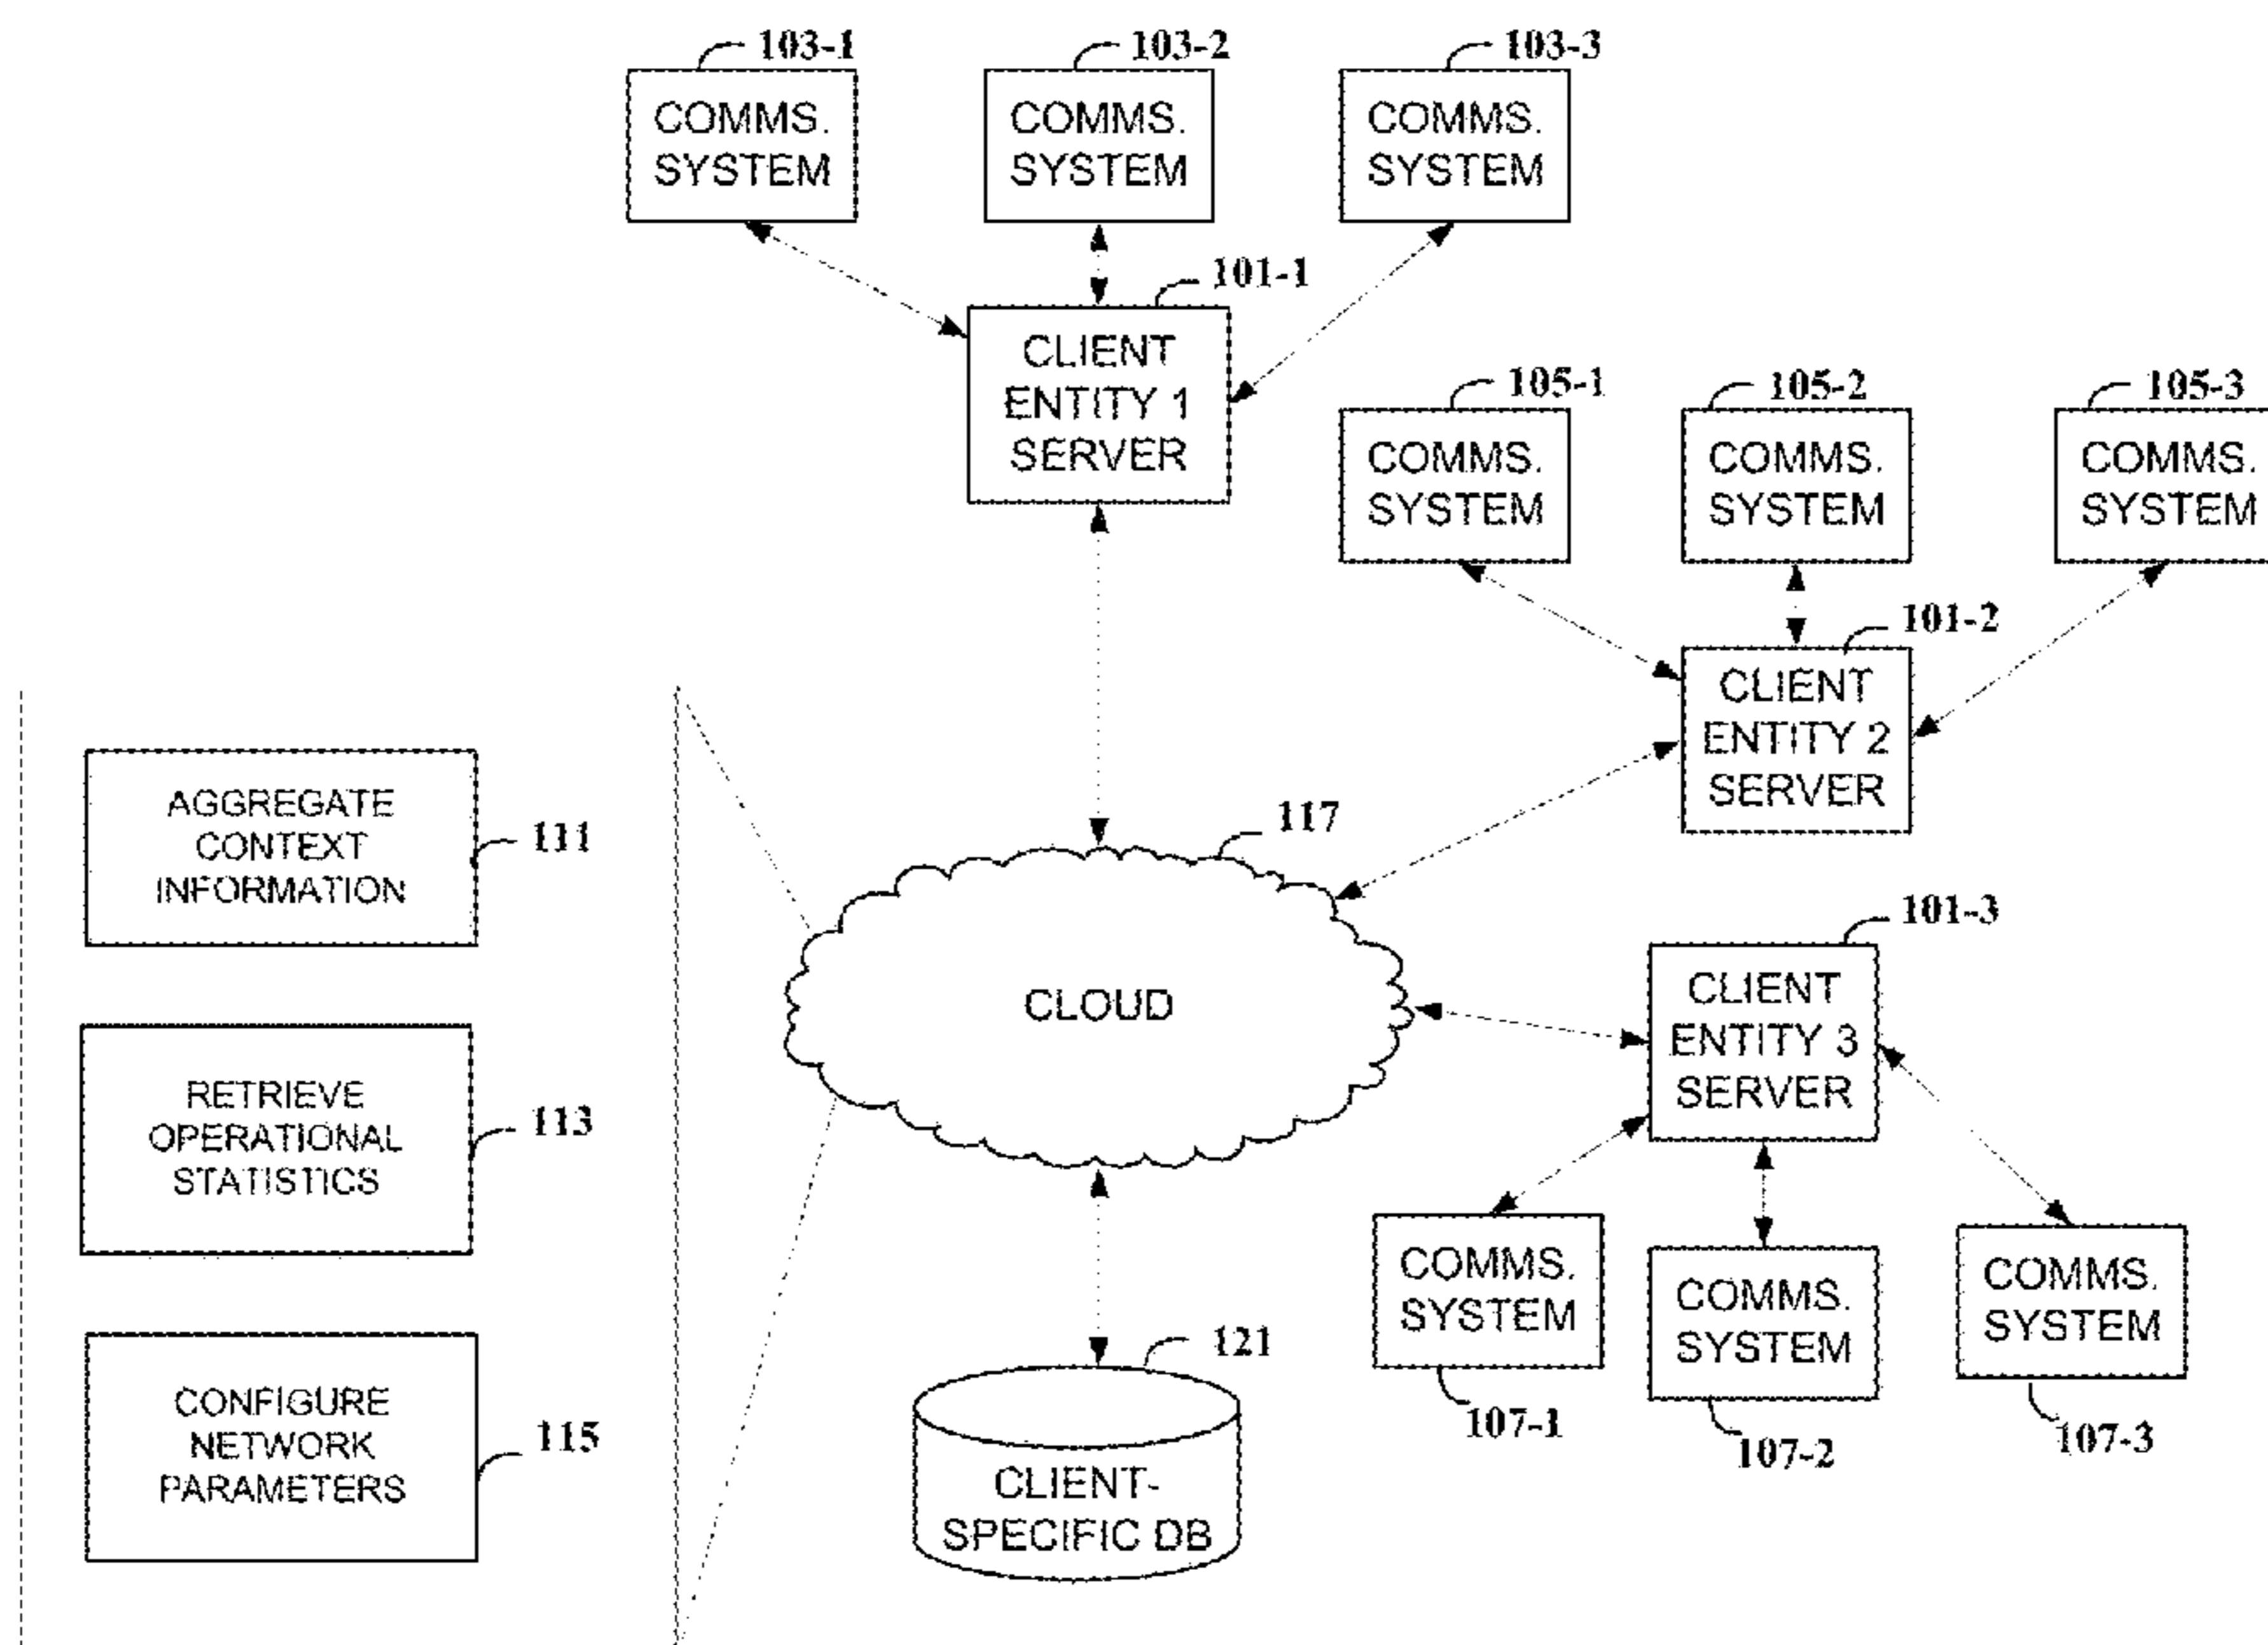 103-1
103-2
103-3
COMMS.
SYSTEM
COMMS.
SYSTEM
COMMS.
SYSTEM
101-1
CLIENT
ENTITY 1
SERVER
105-1
105-2
105-3
COMMS.
SYSTEM
COMMS.
SYSTEM
COMMS.
SYSTEM
101-2
CLIENT
ENTITY 2
SERVER
AGGREGATE
CONTEXT
INFORMATION
111
117
CLOUD
101-3
CLIENT
ENTITY 3
SERVER
RETRIEVE
OPERATIONAL
STATISTICS
113
COMMS.
SYSTEM
COMMS.
SYSTEM
COMMS.
SYSTEM
107-1
107-2
107-3
121
CLIENT-
SPECIFIC DB
CONFIGURE
NETWORK
PARAMETERS
115